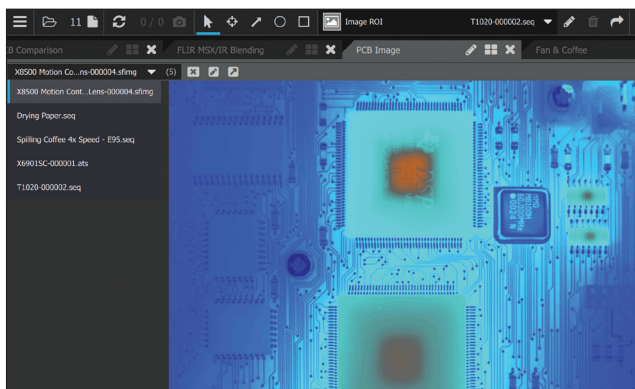 11 0 / 0 Image ROI T1020-000002.seq
B Comparison FLIR MSX/IR Blending PCB Image Fan & Coffee
X8500 Motion Co...ns-000004.sfimg (5)
X8500 Motion Cont...Lens-000004.sfimg
Drying Paper.seq
Spilling Coffee 4x Speed - E95.seq
X6901SC-000001.ats
T1020-000002.seq